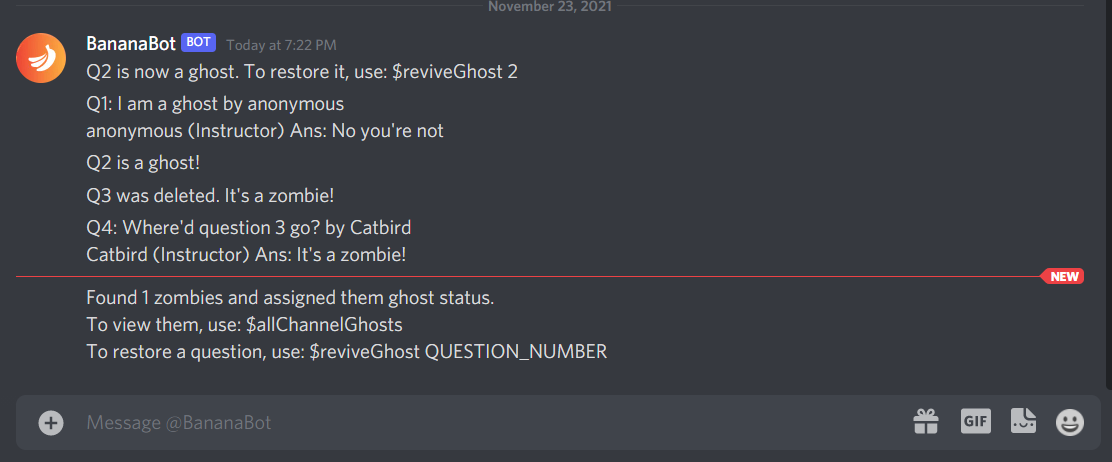 November 23, 2021
BananaBot BOT Today at 7:22 PM
Q2 is now a ghost. To restore it, use: $reviveGhost 2
Q1: I am a ghost by anonymous
anonymous (Instructor) Ans: No you're not
Q2 is a ghost!
Q3 was deleted. It's a zombie!
Q4: Where'd question 3 go? by Catbird
Catbird (Instructor) Ans: It's a zombie!
NEW
Found 1 zombies and assigned them ghost status.
To view them, use: $allChannelGhosts
To restore a question, use: $reviveGhost QUESTION_NUMBER
Message @BananaBot
GIF